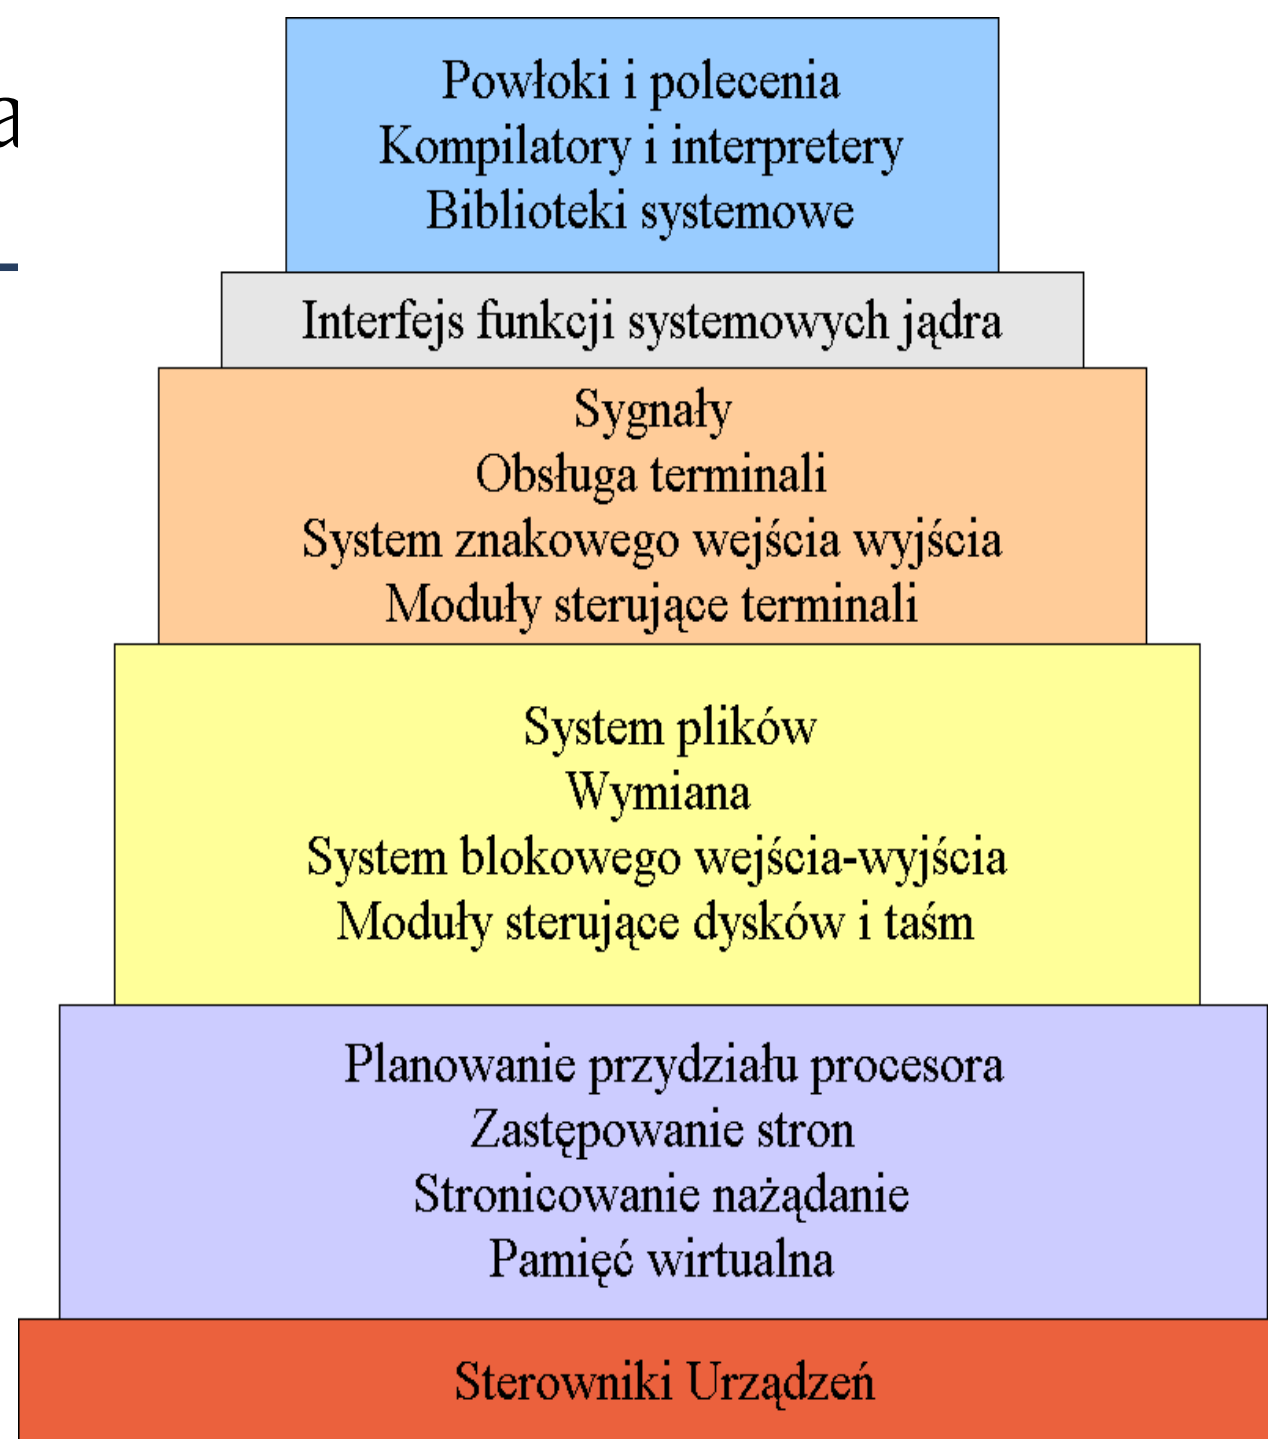 a
Powłoki i polecenia
Kompilatory i interpretery
Biblioteki systemowe
Interfejs funkcji systemowych jądra
Sygnały
Obsługa terminali
System znakowego wejścia wyjścia
Moduły sterujące terminali
System plików
Wymiana
System blokowego wejścia-wyjścia
Moduły sterujące dysków i taśm
Planowanie przydziału procesora
Zastępowanie stron
Stronicowanie nażądanie
Pamięć wirtualna
Sterowniki Urządzeń